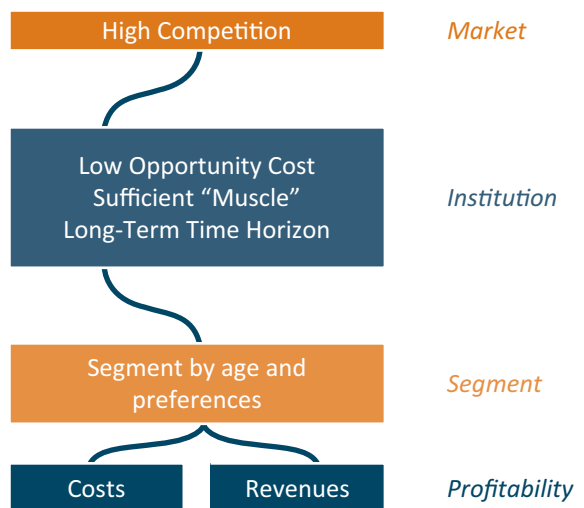 High Competition
Market
Low Opportunity Cost
Sufficient “Muscle”
Long-Term Time Horizon
Institution
Segment by age and
preferences
Segment
Costs
Revenues
Profitability